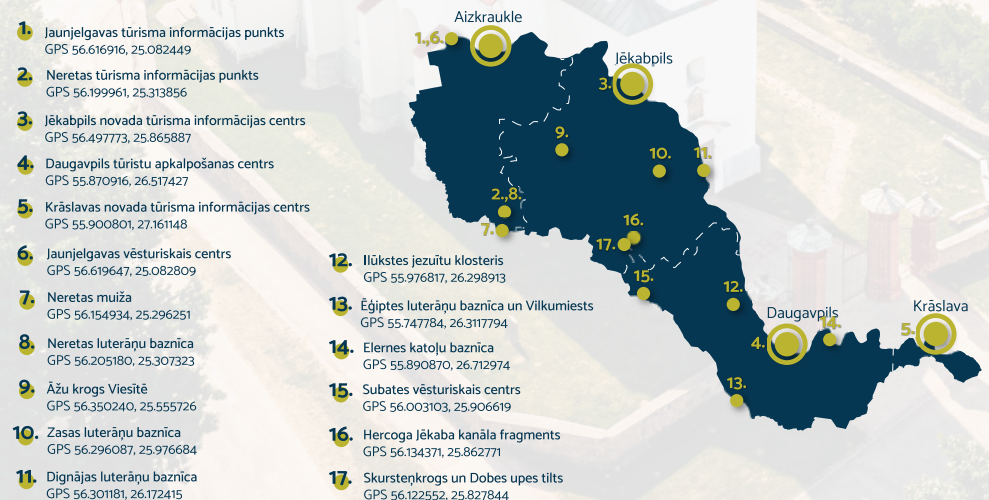 1. Jaunjelgavas tūrisma informācijas punkts
GPS 56.616916, 25.082449
2. Neretas tūrisma informācijas punkts
GPS 56.199961, 25.313856
3. Jēkabpils novada tūrisma informācijas centrs
GPS 56.497773, 25.865887
4. Daugavpils tūristu apkalpošanas centrs
GPS 55.870916, 26.517427
5. Krāslavas novada tūrisma informācijas centrs
GPS 55.900801, 27.161148
6. Jaunjelgavas vēsturiskais centrs
GPS 56.619647, 25.082809
7. Neretas muiža
GPS 56.154934, 25.296251
8. Neretas luterāņu baznīca
GPS 56.205180, 25.307323
9. Āžu krogs Viesītē
GPS 56.350240, 25.555726
10. Zasas luterāņu baznīca
GPS 56.296087, 25.976684
11. Dignājas luterāņu baznīca
GPS 56.301181, 26.172415
12. Ilūkstes jezuītu klosteris
GPS 55.976817, 26.298913
13. Ēģiptes luterāņu baznīca un Vilkumiests
GPS 55.747784, 26.3117794
14. Elernes katoļu baznīca
GPS 55.890870, 26.712974
15. Subates vēsturiskais centrs
GPS 56.003103, 25.906619
16. Hercoga Jēkaba kanāla fragments
GPS 56.134371, 25.862771
17. Skursteņkrogs un Dobes upes tilts
GPS 56.122552, 25.827844
Aizkraukle
1.,6.
Jēkabpils
3.
9.
10.
11.
2.,8.
7.
16.
17.
15.
12.
Daugavpils
14.
4.
Krāslava
5.
13.